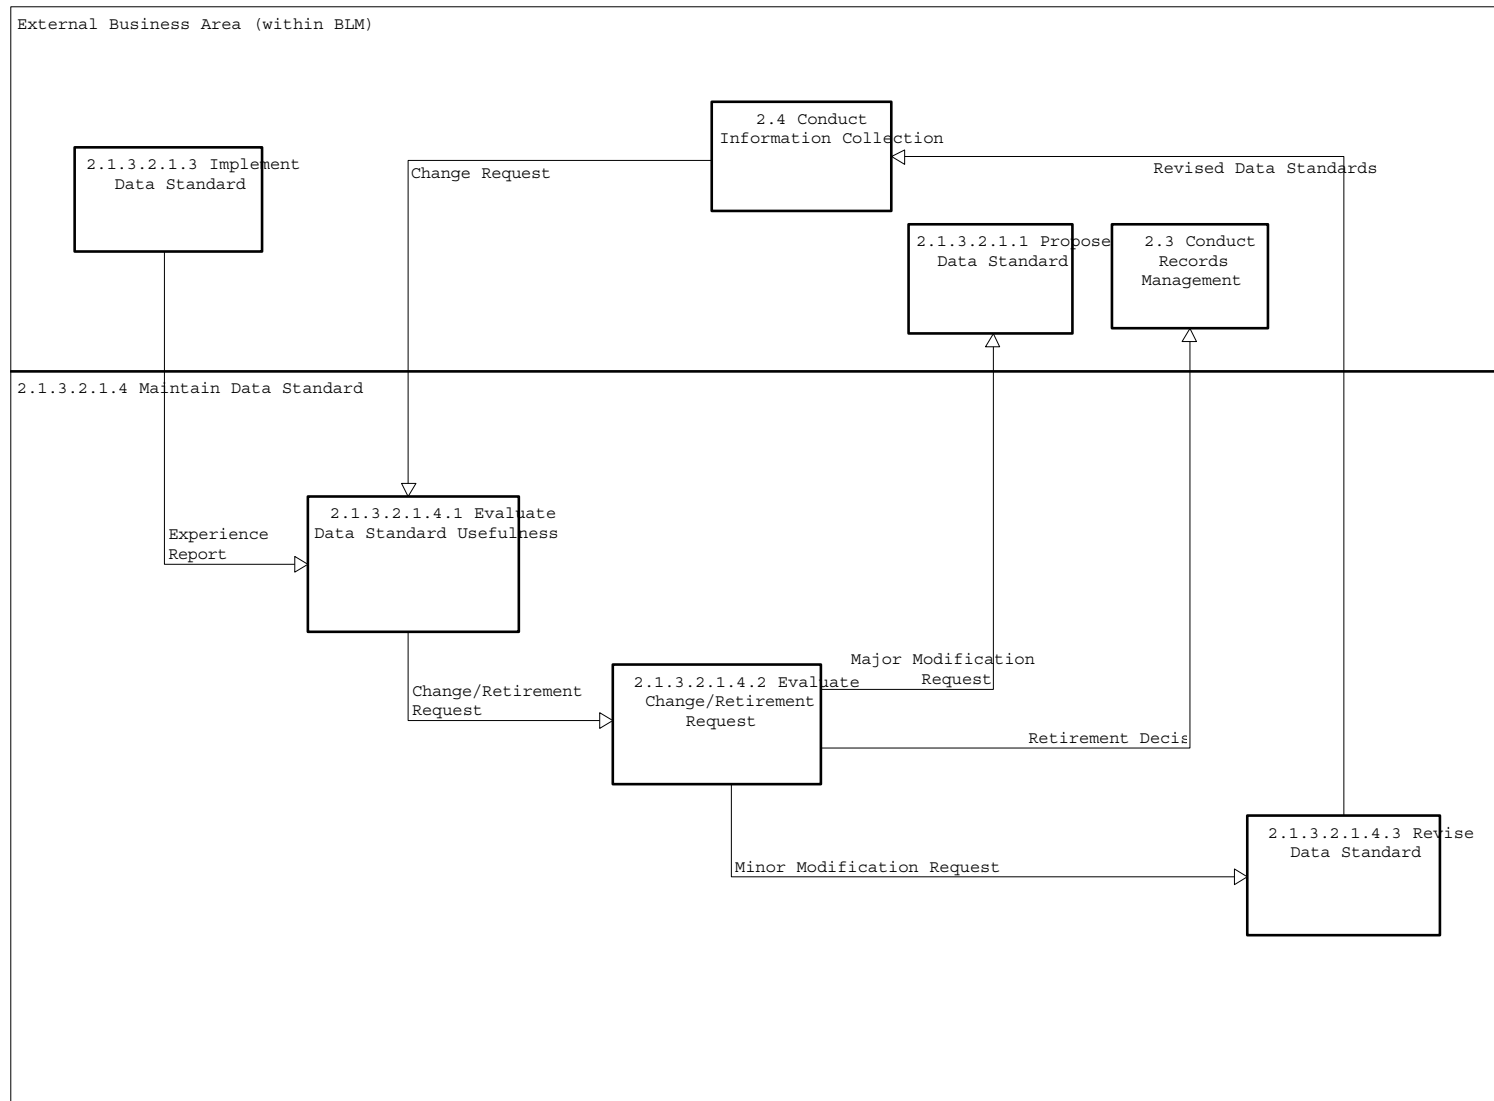 External Business Area (within BLM)
2.4 Conduct
Information Collection
2.1.3.2.1.3 Implement
Data Standard
Change Request
Revised Data Standards
2.1.3.2.1.1 Propose
Data Standard
2.3 Conduct
Records
Management
2.1.3.2.1.4 Maintain Data Standard
2.1.3.2.1.4.1 Evaluate
Data Standard Usefulness
Experience
Report
Change/Retirement
Request
2.1.3.2.1.4.2 Evaluate
Change/Retirement
Request
Major Modification
Request
Retirement Decis
2.1.3.2.1.4.3 Revise
Data Standard
Minor Modification Request